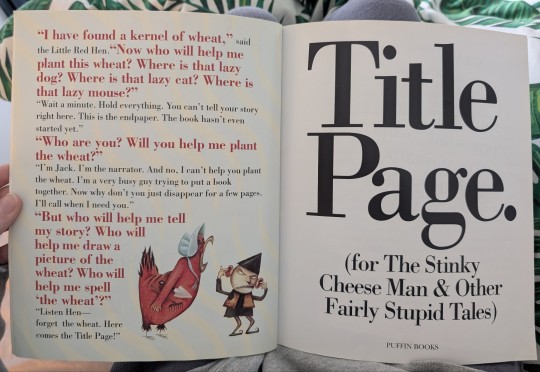 “I have found a kernel of wheat,” said
the Little Red Hen. “Now who will help me
plant this wheat? Where is that lazy
dog? Where is that lazy cat? Where is
that lazy mouse?”
“Wait a minute. Hold everything. You can’t tell your story
right here. This is the endpaper. The book hasn’t even
started yet.”
“Who are you? Will you help me plant
the wheat?”
“I’m Jack. I’m the narrator. And no, I can’t help you plant
the wheat. I’m a very busy guy trying to put a book
together. Now why don’t you just disappear for a few pages.
I’ll call when I need you.”
“But who will help me tell
my story? Who will
help me draw a
picture of the
wheat? Who will
help me spell
‘the wheat’?”
“Listen Hen—
forget the wheat. Here
comes the Title Page!”
Title
Page.
(for The Stinky
Cheese Man & Other
Fairly Stupid Tales)
PUFFIN BOOKS